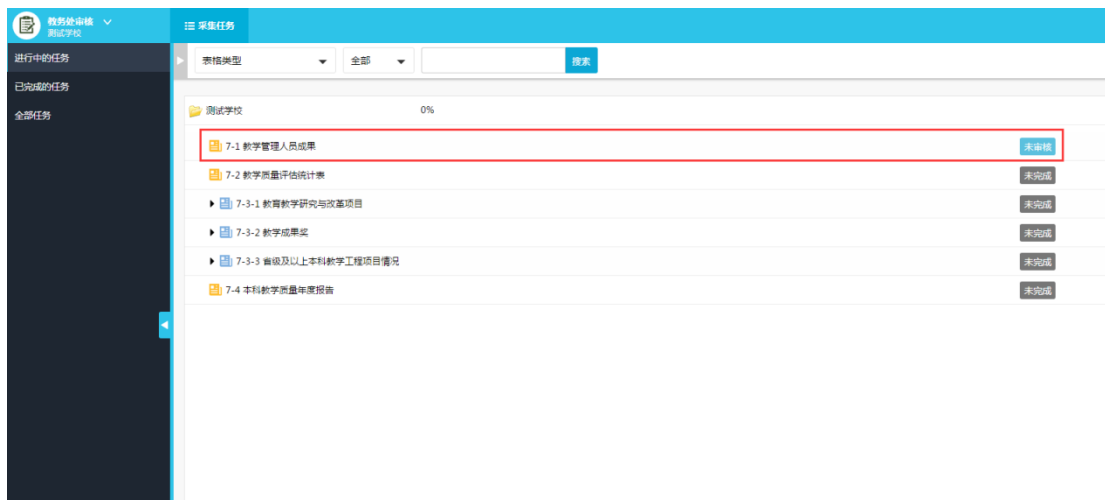 教务处审核
测试学校
采集任务
进行中的任务
已完成的任务
全部任务
表格类型
全部
搜索
测试学校 0%
7-1 教学管理人员成果 未审核
7-2 教学质量评估统计表 未完成
7-3-1 教育教学研究与改革项目 未完成
7-3-2 教学成果奖 未完成
7-3-3 省级及以上本科教学工程项目情况 未完成
7-4 本科教学质量年度报告 未完成